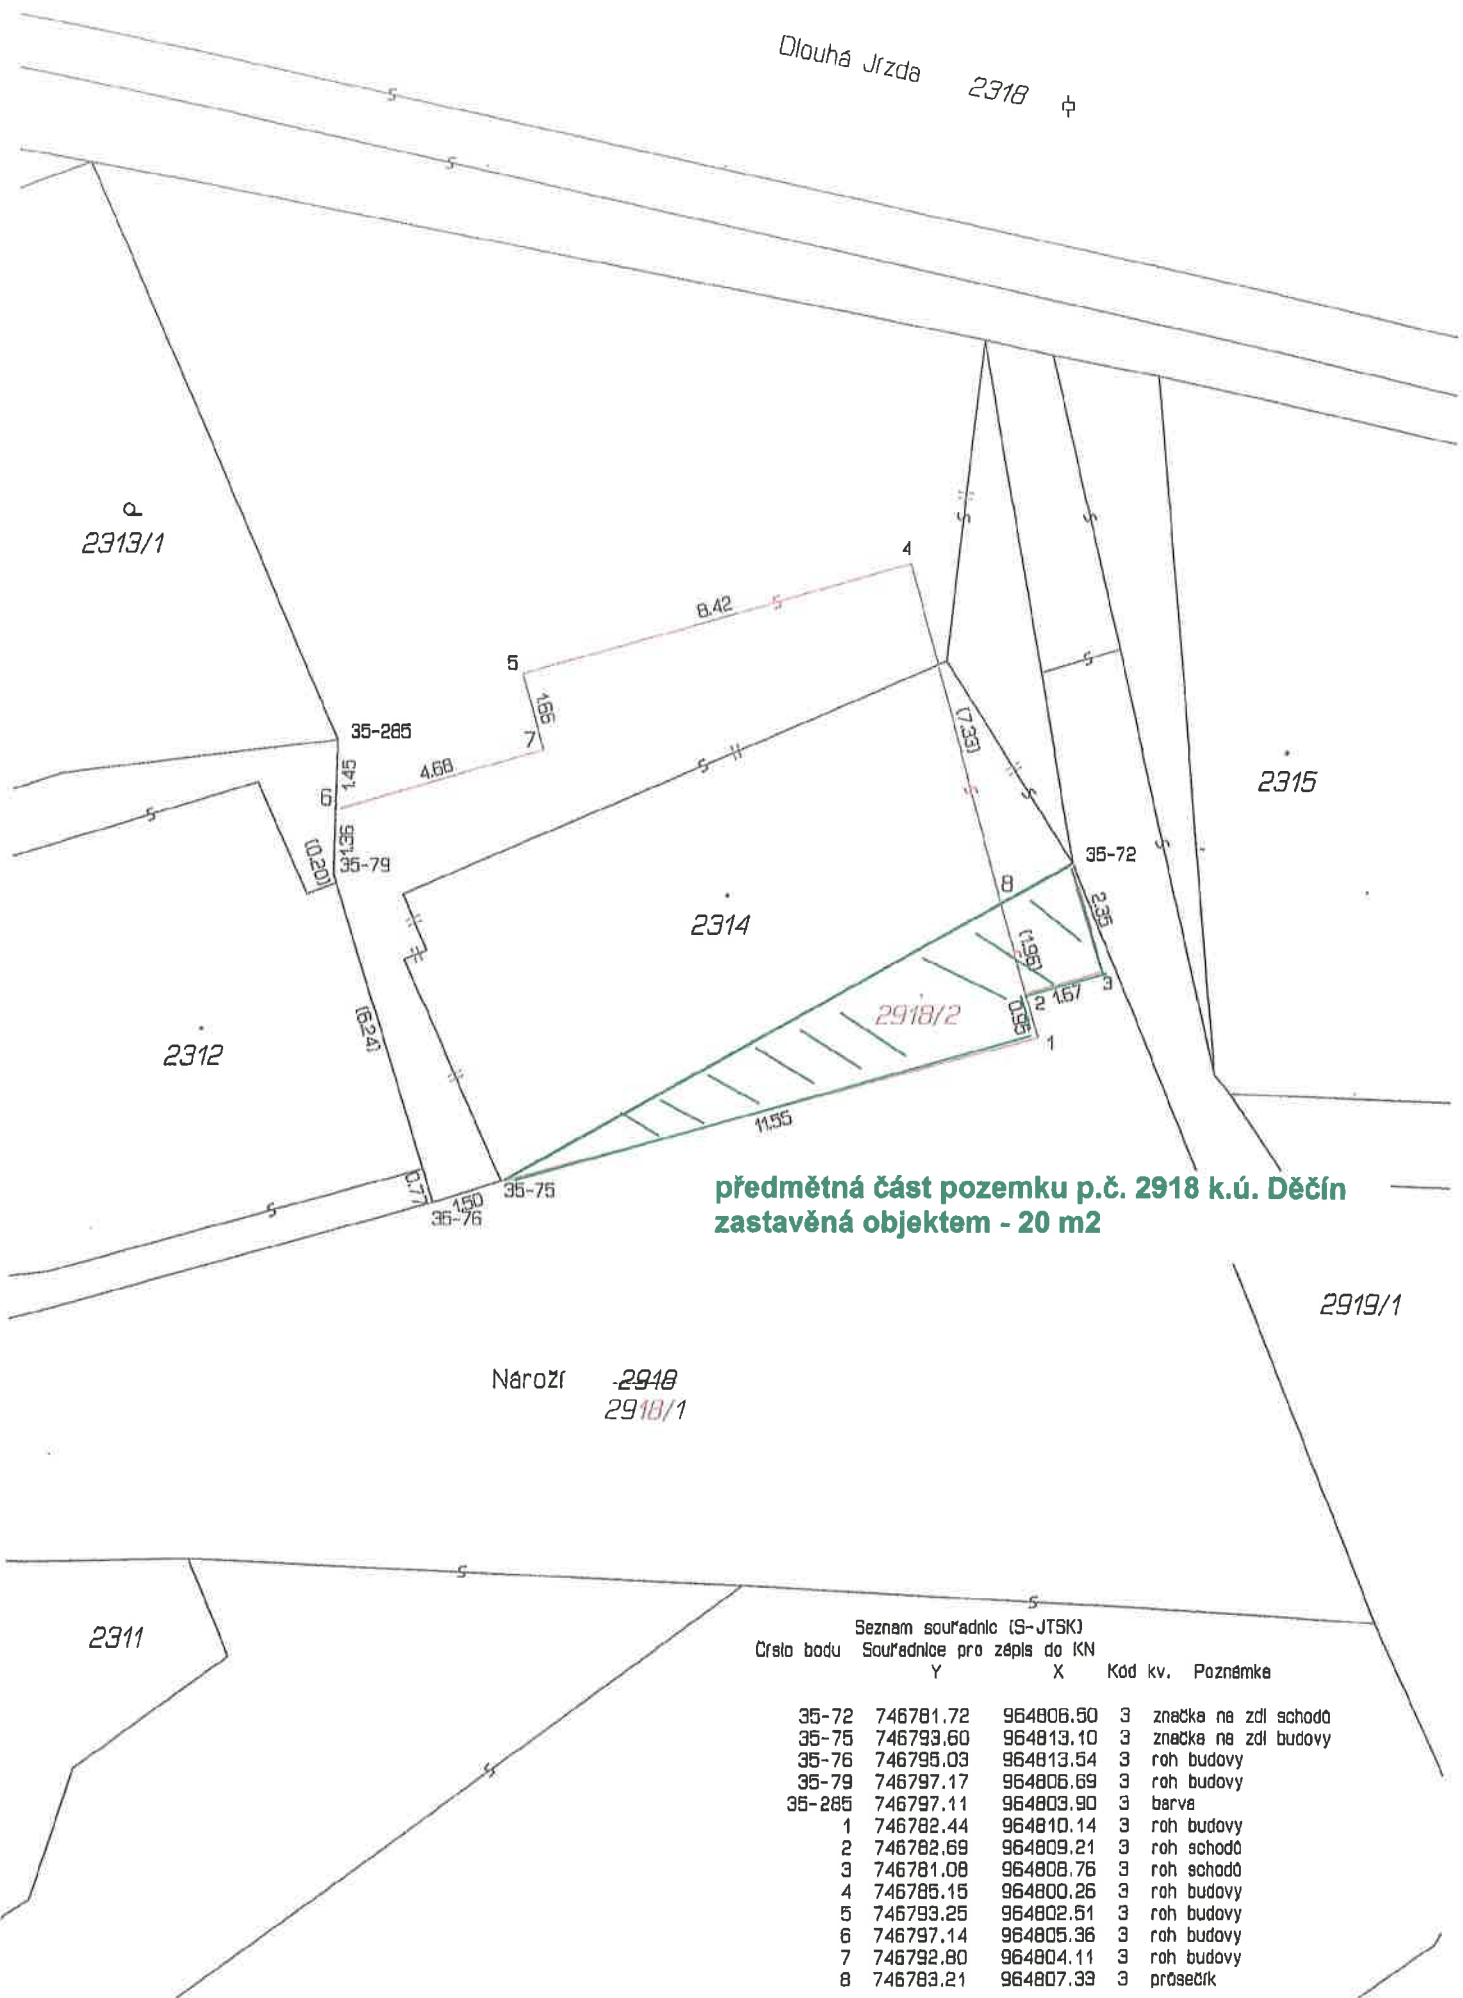 Dlouhá Jízda 2318
2313/1
4
8.42
5
1.66
7
35-285
4.68
1.45
6
1.36
(0.20)
35-79
(7.33)
2315
35-72
8
2.35
2314
(1.96)
3
2
1.67
2918/2
0.95
1
2312
(6.24)
11.55
0.77
1.50
35-75
35-76
předmětná část pozemku p.č. 2918 k.ú. Děčín
zastavěná objektem - 20 m2
2919/1
Nároží 2918
2918/1
2311
Seznam souřadnic (S-JTSK)
Číslo bodu Souřadnice pro zápis do KN
Y X Kód kv. Poznámka
35-72 746781.72 964806.50 3 značka na zdi schodů
35-75 746793.60 964813.10 3 značka na zdi budovy
35-76 746795.03 964813.54 3 roh budovy
35-79 746797.17 964806.69 3 roh budovy
35-285 746797.11 964803.90 3 barva
1 746782.44 964810.14 3 roh budovy
2 746782.69 964809.21 3 roh schodů
3 746781.08 964808.76 3 roh schodů
4 746785.15 964800.26 3 roh budovy
5 746793.25 964802.51 3 roh budovy
6 746797.14 964805.36 3 roh budovy
7 746792.80 964804.11 3 roh budovy
8 746783.21 964807.33 3 průsečík